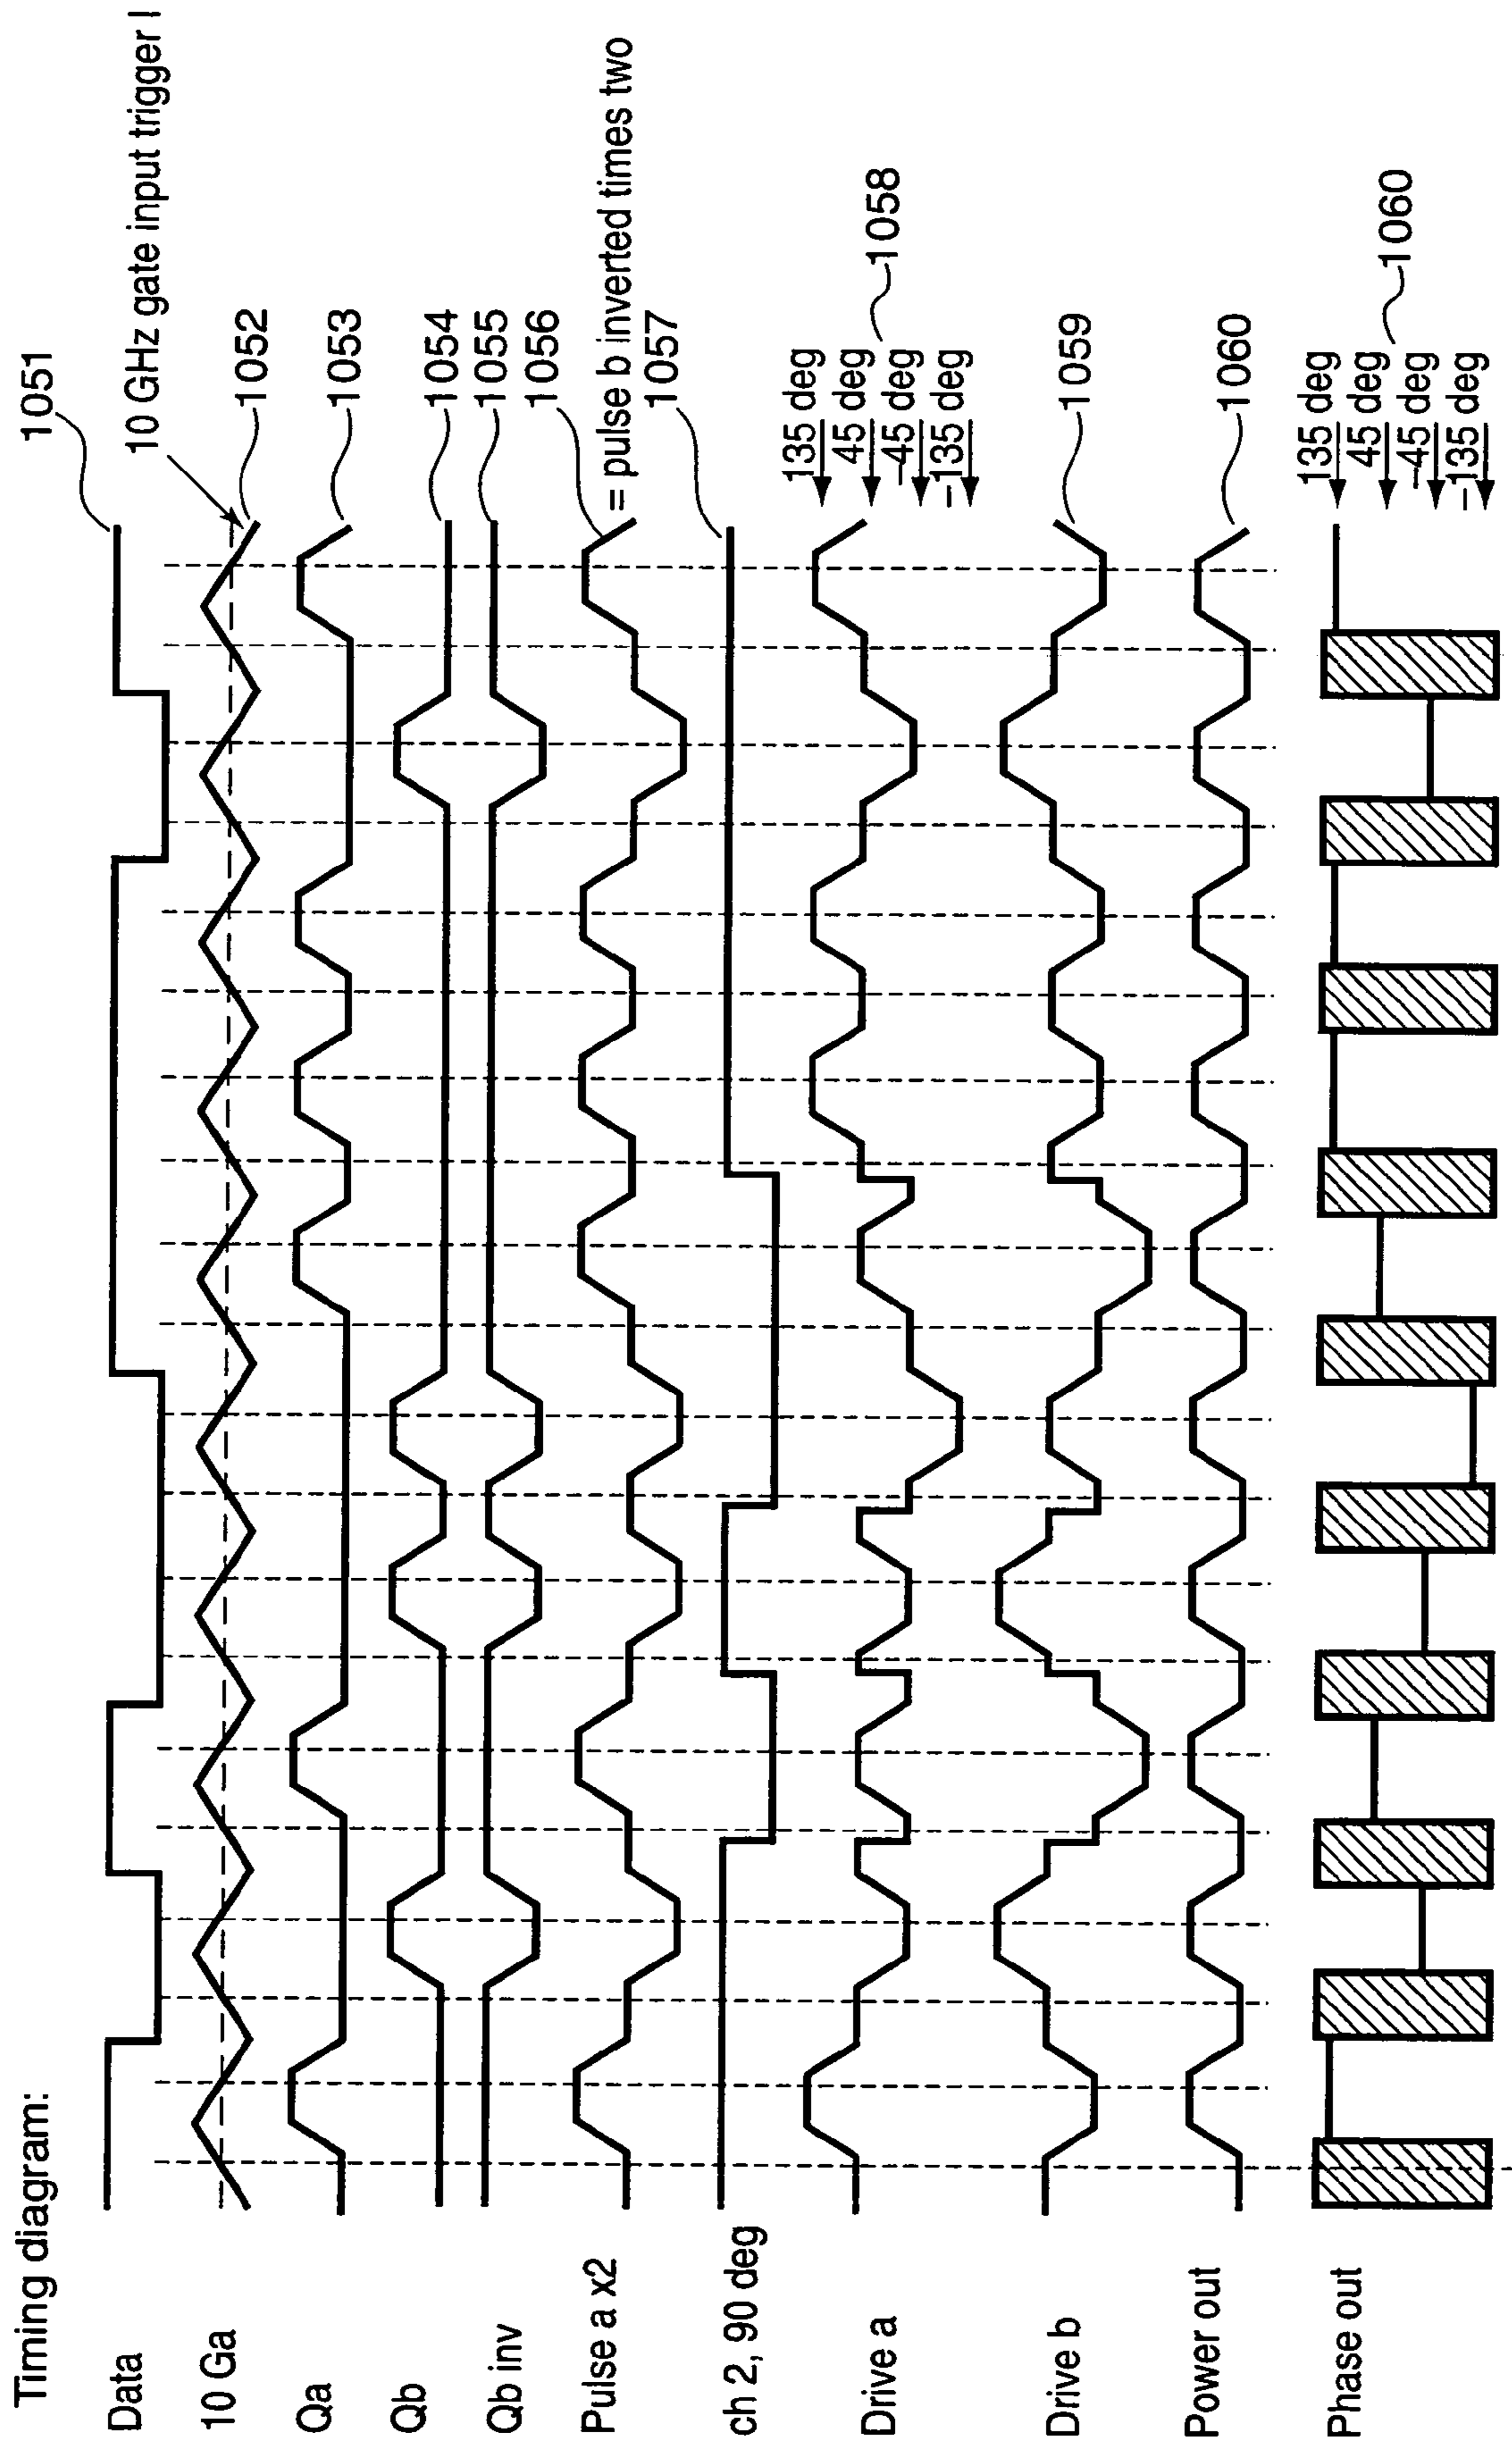 Timing diagram:
1051
10 GHz gate input trigger I
Data
10 Ga
1052
Qa
1053
Qb
1054
Qb inv
1055
1056
Pulse a x2
= pulse b inverted times two
1057
ch 2, 90 deg
135 deg
45 deg
-45 deg
-135 deg
1058
Drive a
Drive b
1059
Power out
1060
135 deg
45 deg
-45 deg
-135 deg
1060
Phase out